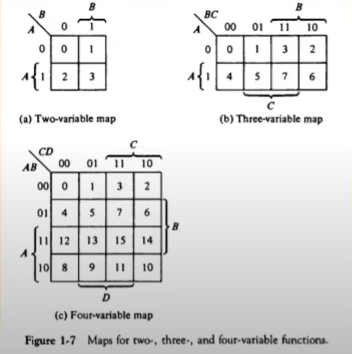 B B
A 0 1
0 0 1
A { 1 2 3
(a) Two-variable map
B
BC
A 00 01 11 10
0 0 1 3 2
A { 1 4 5 7 6
C
(b) Three-variable map
C
CD
AB 00 01 11 10
00 0 1 3 2
01 4 5 7 6
B
A { 11 12 13 15 14
10 8 9 11 10
D
(c) Four-variable map
Figure 1-7 Maps for two-, three-, and four-variable functions.